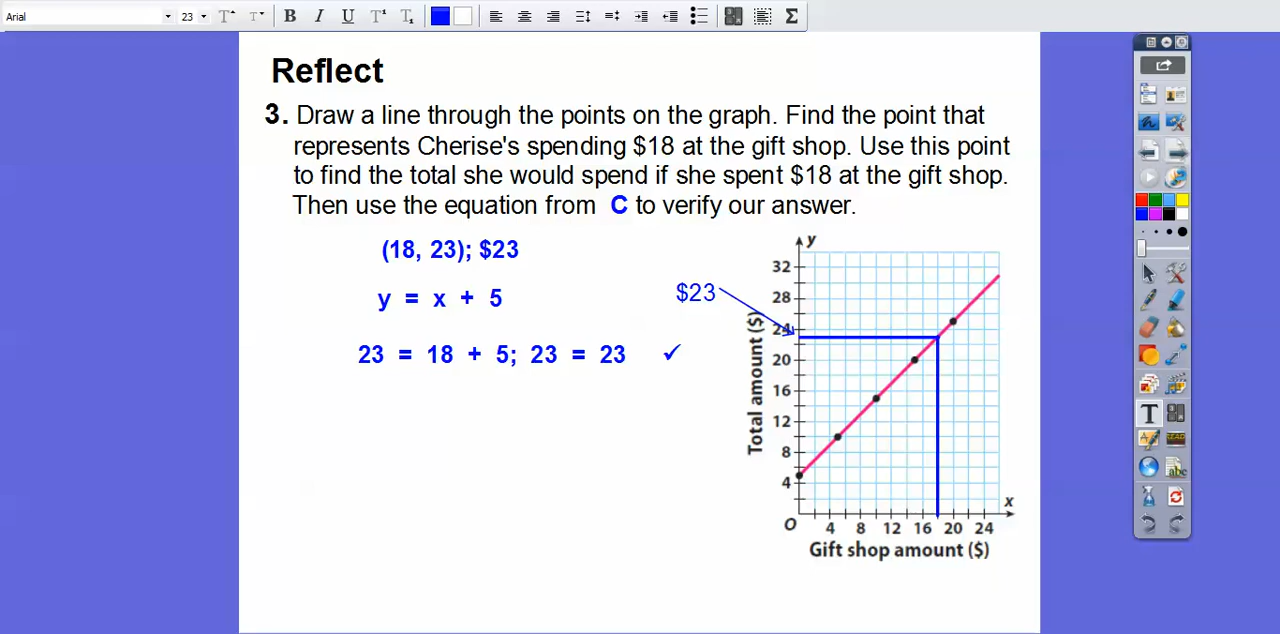 Arial 23 T T B I U T¹ T₁ Σ
Reflect
3. Draw a line through the points on the graph. Find the point that
represents Cherise's spending $18 at the gift shop. Use this point
to find the total she would spend if she spent $18 at the gift shop.
Then use the equation from C to verify our answer.
(18, 23); $23
y = x + 5
23 = 18 + 5; 23 = 23 ✓
$23
y
32
28
24
20
16
12
8
4
Total amount ($)
O 4 8 12 16 20 24
x
Gift shop amount ($)
T
abc